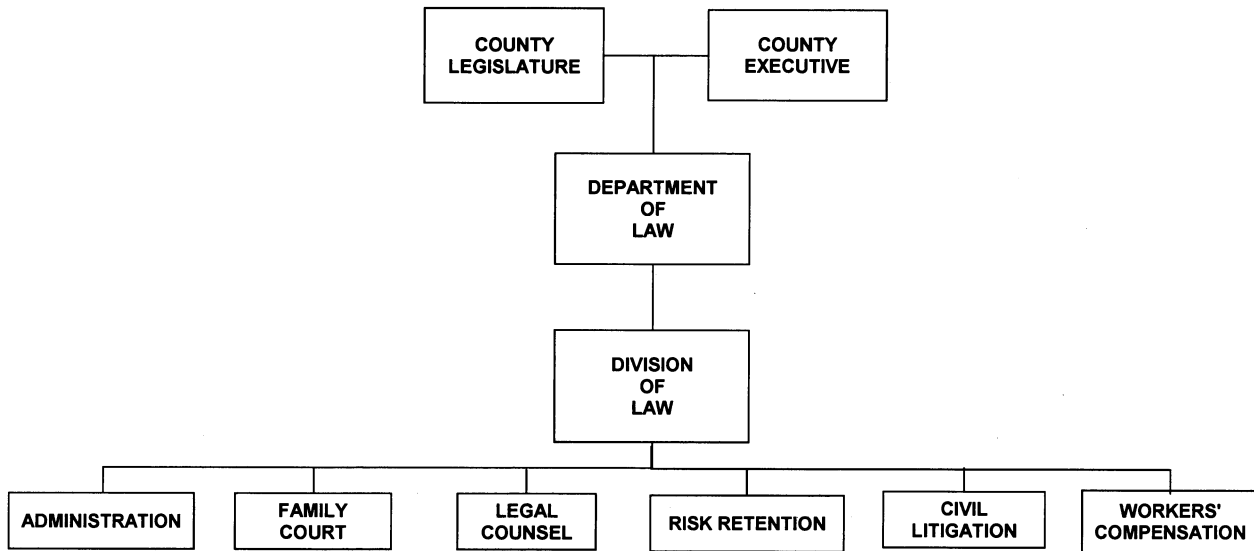 COUNTY
LEGISLATURE
COUNTY
EXECUTIVE
DEPARTMENT
OF
LAW
DIVISION
OF
LAW
ADMINISTRATION
FAMILY
COURT
LEGAL
COUNSEL
RISK RETENTION
CIVIL
LITIGATION
WORKERS'
COMPENSATION